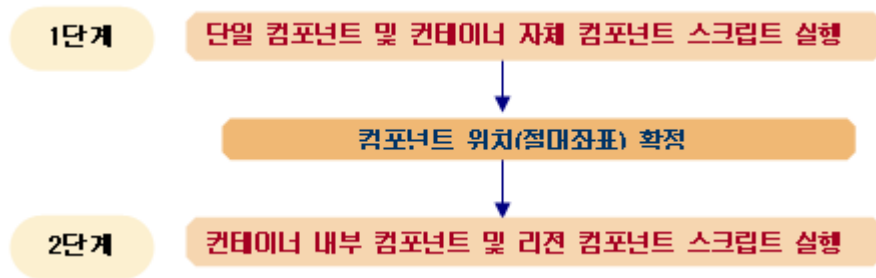 1단계
단일 컴포넌트 및 컨테이너 자체 컴포넌트 스크립트 실행
컴포넌트 위치(절대좌표) 확정
2단계
컨테이너 내부 컴포넌트 및 리전 컴포넌트 스크립트 실행